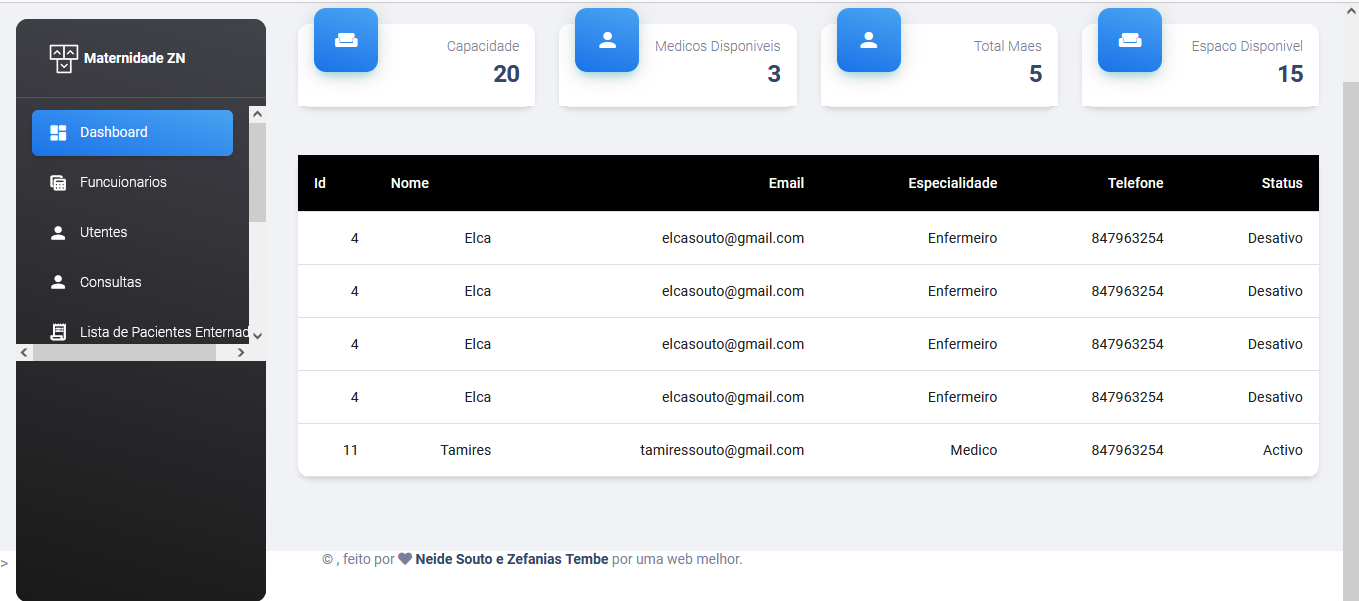 Maternidade ZN
Dashboard
Funcuionarios
Utentes
Consultas
Lista de Pacientes Enternad
Capacidade
20
Medicos Disponiveis
3
Total Maes
5
Espaco Disponivel
15
Id Nome Email Especialidade Telefone Status
4 Elca elcasouto@gmail.com Enfermeiro 847963254 Desativo
4 Elca elcasouto@gmail.com Enfermeiro 847963254 Desativo
4 Elca elcasouto@gmail.com Enfermeiro 847963254 Desativo
4 Elca elcasouto@gmail.com Enfermeiro 847963254 Desativo
11 Tamires tamiressouto@gmail.com Medico 847963254 Activo
© , feito por ♥ Neide Souto e Zefanias Tembe por uma web melhor.
>